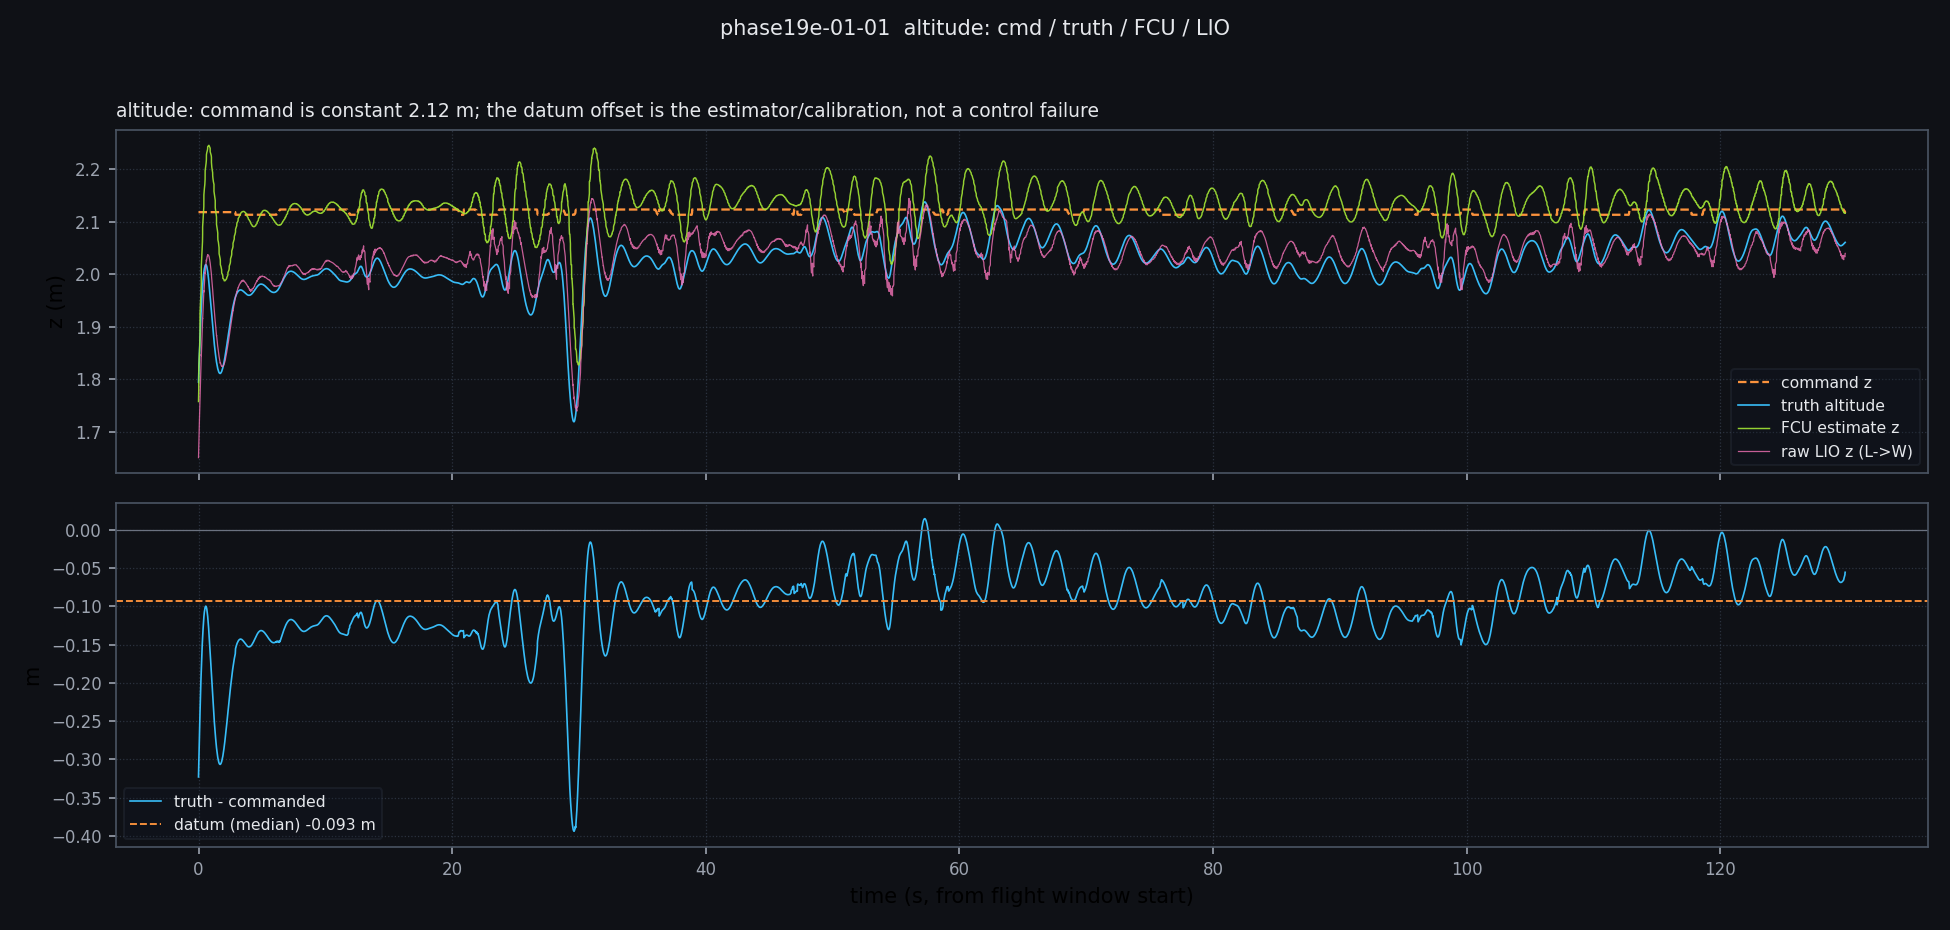 phase19e-01-01  altitude: cmd / truth / FCU / LIO
altitude: command is constant 2.12 m; the datum offset is the estimator/calibration, not a control failure
z (m)
2.2
2.1
2.0
1.9
1.8
1.7
command z
truth altitude
FCU estimate z
raw LIO z (L->W)
m
0.00
−0.05
−0.10
−0.15
−0.20
−0.25
−0.30
−0.35
−0.40
truth - commanded
datum (median) -0.093 m
0 20 40 60 80 100 120
time (s, from flight window start)